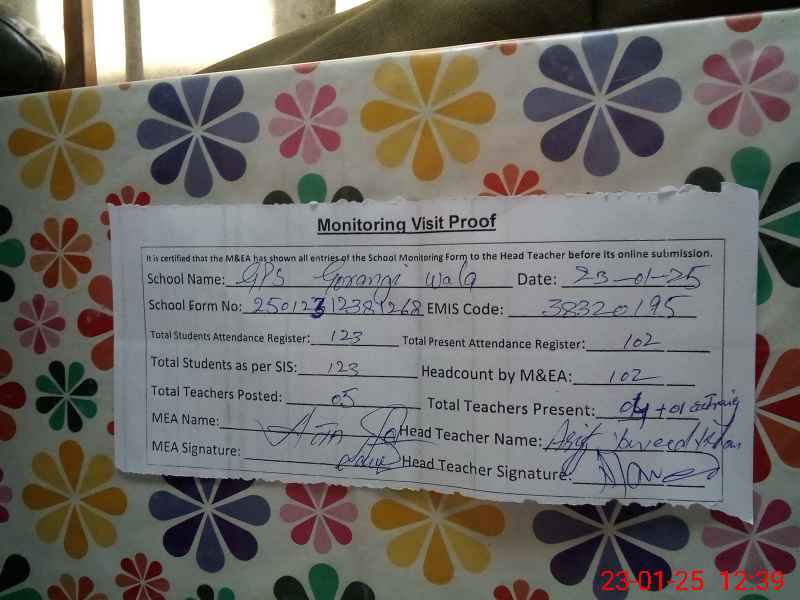 Monitoring Visit Proof
It is certified that the M&EA has shown all entries of the School Monitoring Form to the Head Teacher before its online submission.
School Name: GPS Gorangi Wala Date: 23-01-25
School Form No: EMIS Code: 38320195
Total Students Attendance Register: 123 Total Present Attendance Register: 102
Total Students as per SIS: 123 Headcount by M&EA: 102
Total Teachers Posted: 05 Total Teachers Present: 04 + 01
MEA Name: Head Teacher Name: Asif
MEA Signature: Head Teacher Signature:
23-01-25 12:39